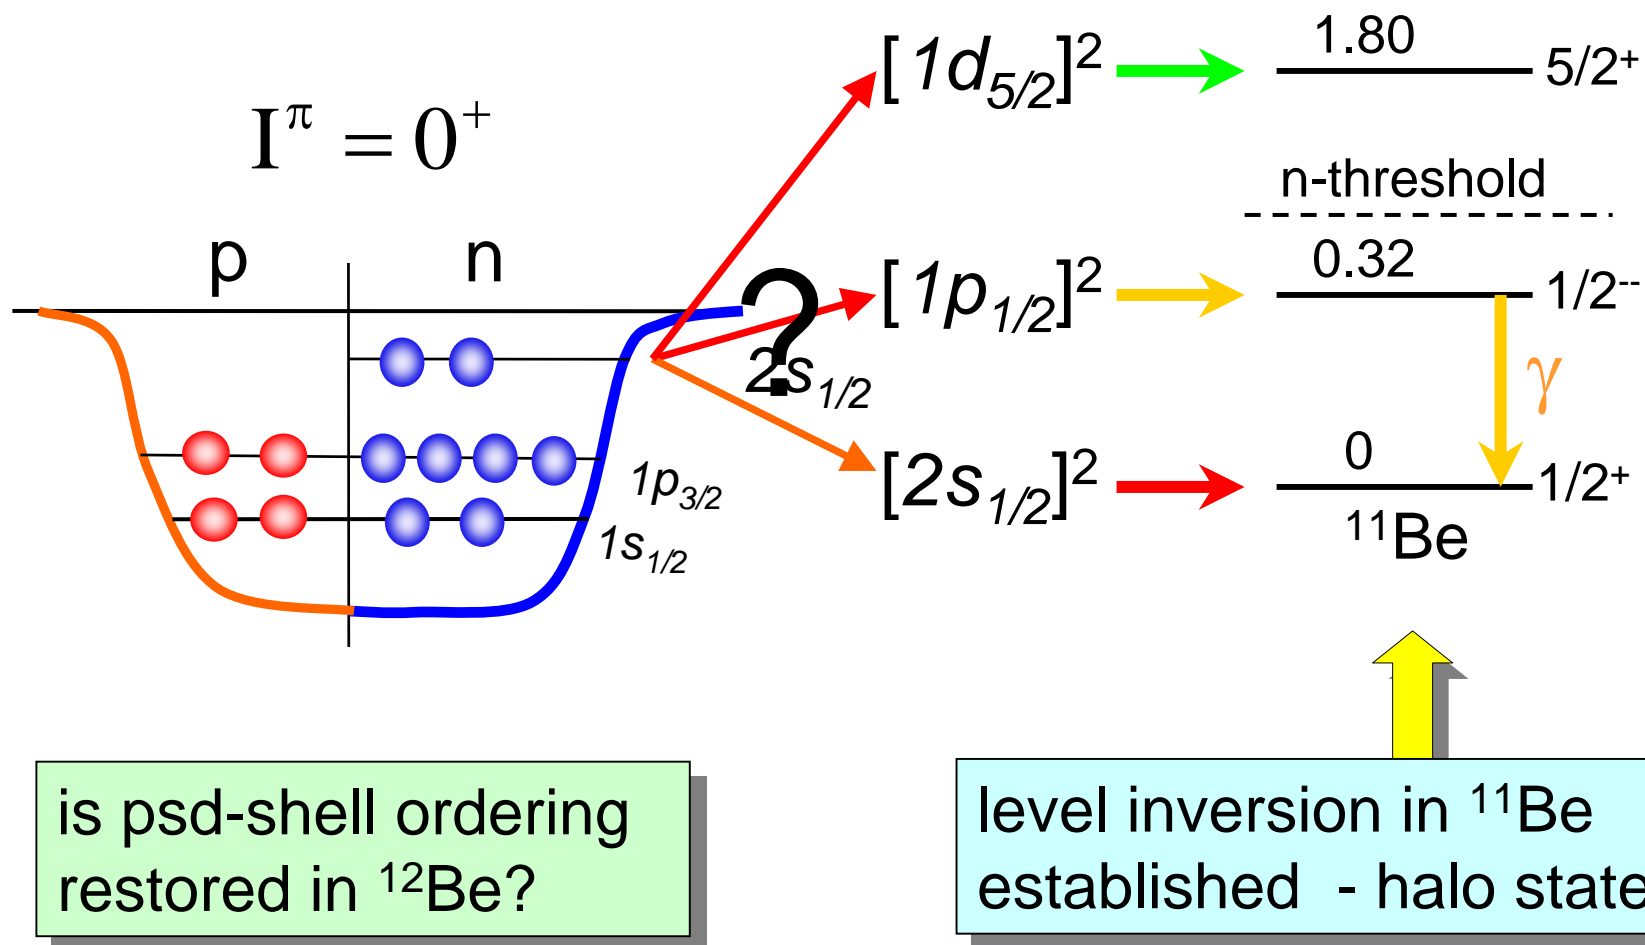 I^π = 0⁺
p
n
?
2s₁/₂
1p₃/₂
1s₁/₂
[1d₅/₂]²
[1p₁/₂]²
[2s₁/₂]²
1.80
5/2⁺
n-threshold
0.32
1/2⁻⁻
γ
0
1/2⁺
¹¹Be
is psd-shell ordering
restored in ¹²Be?
level inversion in ¹¹Be
established - halo state